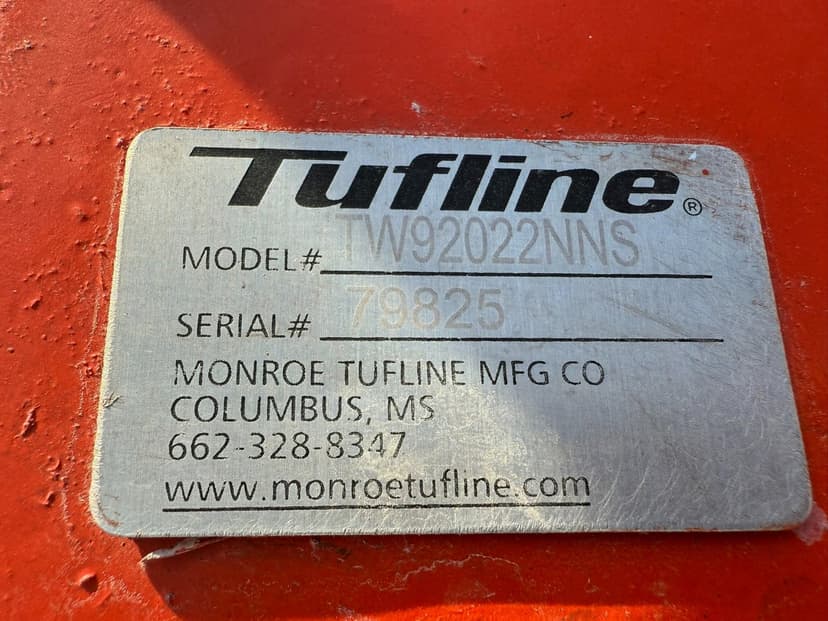 Tufline®
MODEL# TW92022NNS
SERIAL# 79825
MONROE TUFLINE MFG CO
COLUMBUS, MS
662-328-8347
www.monroetufline.com